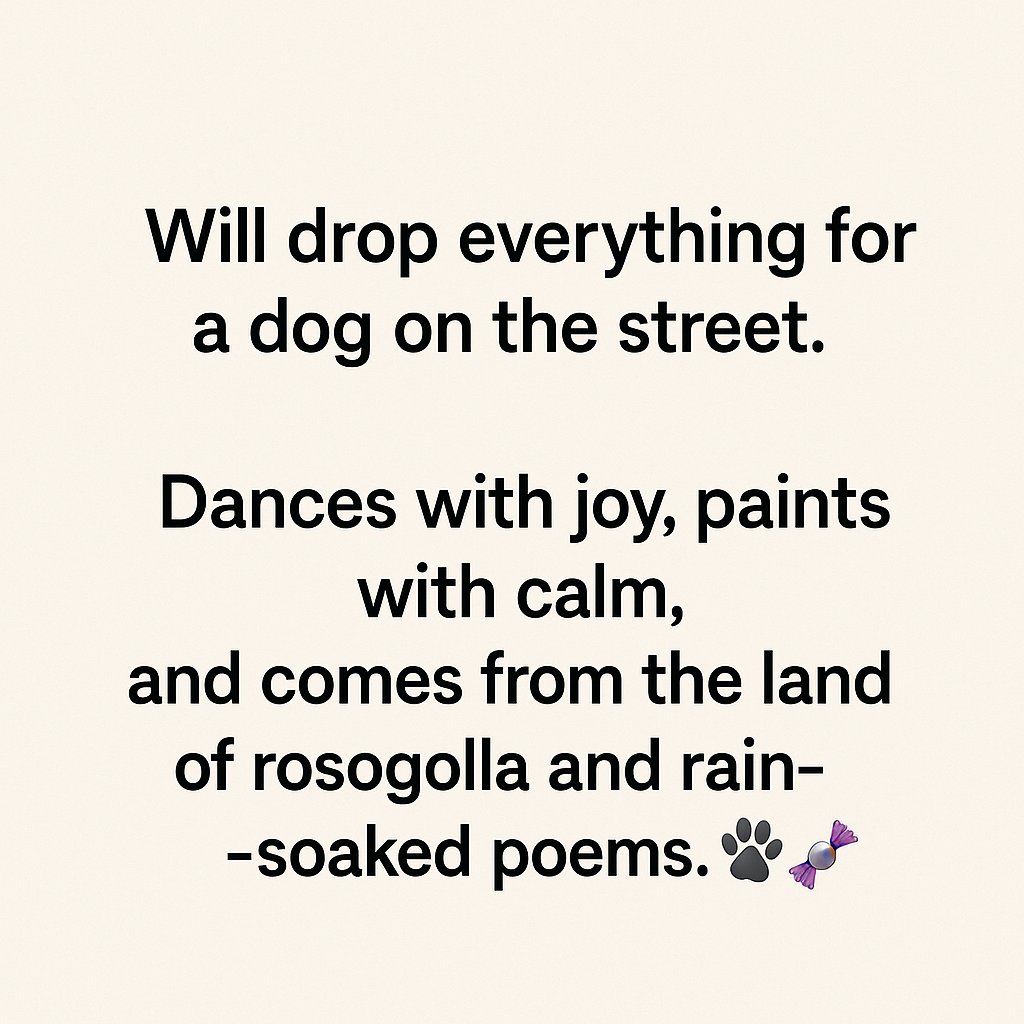 Will drop everything for
a dog on the street.
Dances with joy, paints
with calm,
and comes from the land
of rosogolla and rain-
-soaked poems.🐾🍬